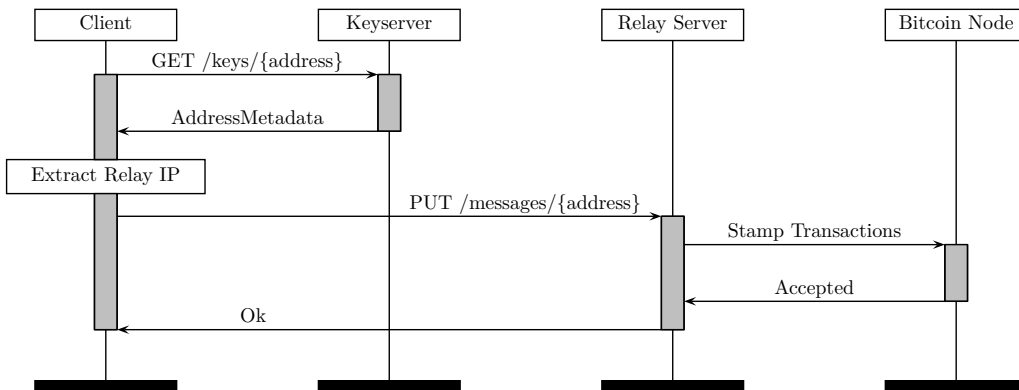 Client
Keyserver
Relay Server
Bitcoin Node
GET /keys/{address}
AddressMetadata
Extract Relay IP
PUT /messages/{address}
Stamp Transactions
Accepted
Ok